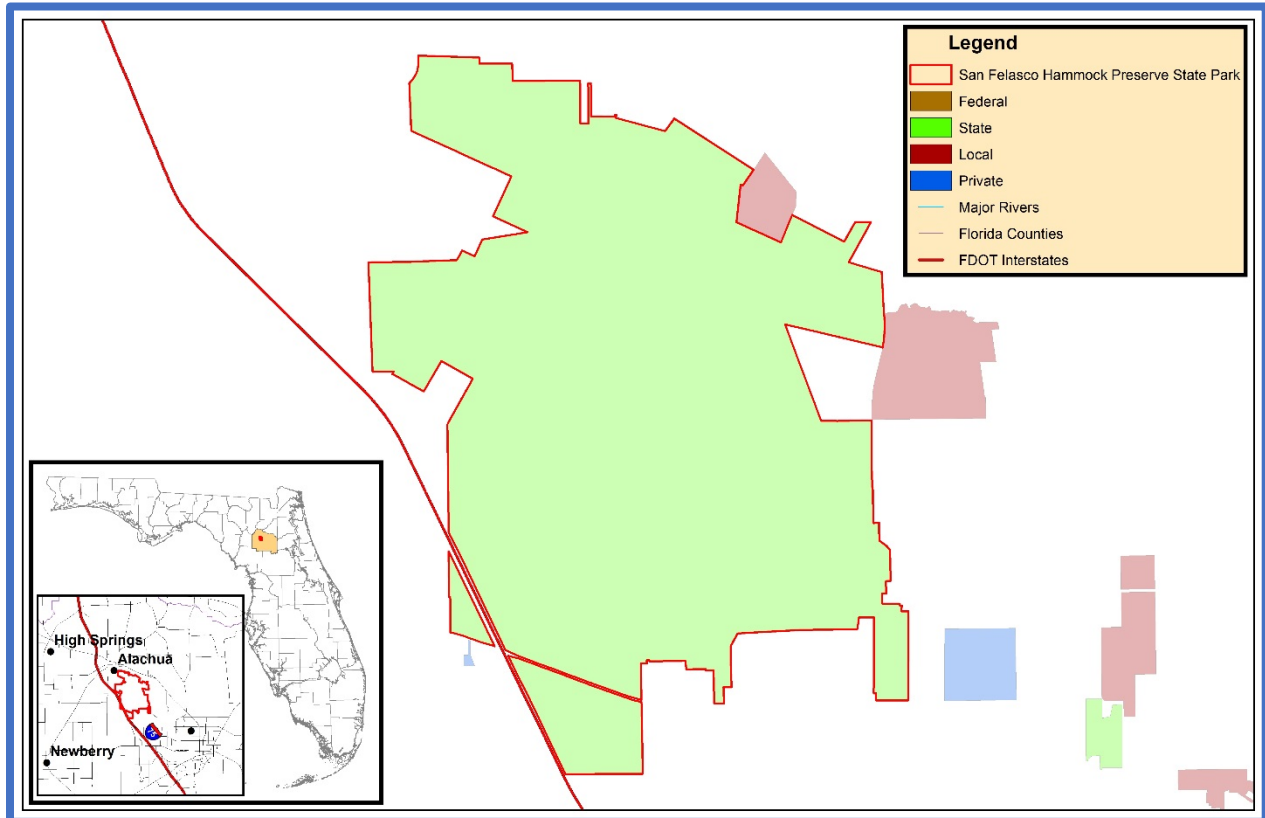 Legend
San Felasco Hammock Preserve State Park
Federal
State
Local
Private
Major Rivers
Florida Counties
FDOT Interstates
High Springs
Alachua
Newberry